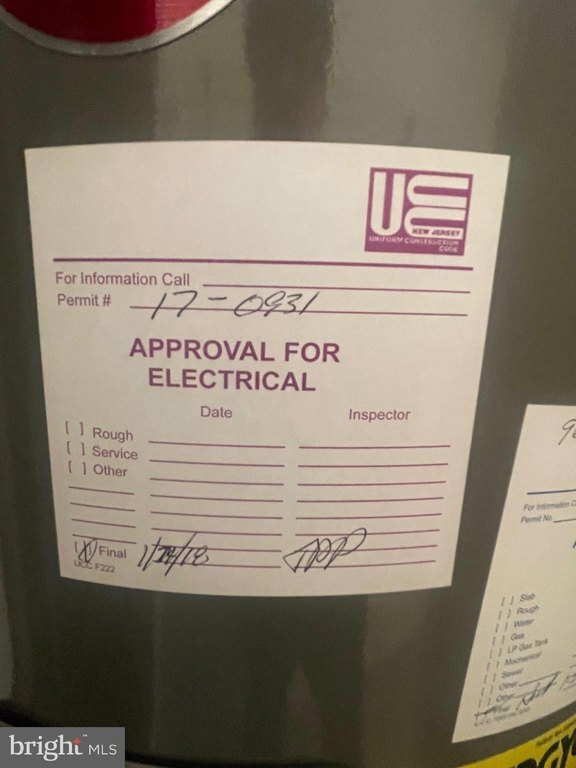 UCC
NEW JERSEY
UNIFORM CONSTRUCTION
CODE
For Information Call
Permit # 17-0931
APPROVAL FOR
ELECTRICAL
Date Inspector
[ ] Rough
[ ] Service
[ ] Other
[X] Final
UCC F222
For Information
Permit No.
[ ] Slab
[ ] Rough
[ ] Water
[ ] Gas
[ ] LP Gas Tank
[ ] Mechanical
[ ] Sewer
[ ] Other
[ ] Other
Final
bright MLS